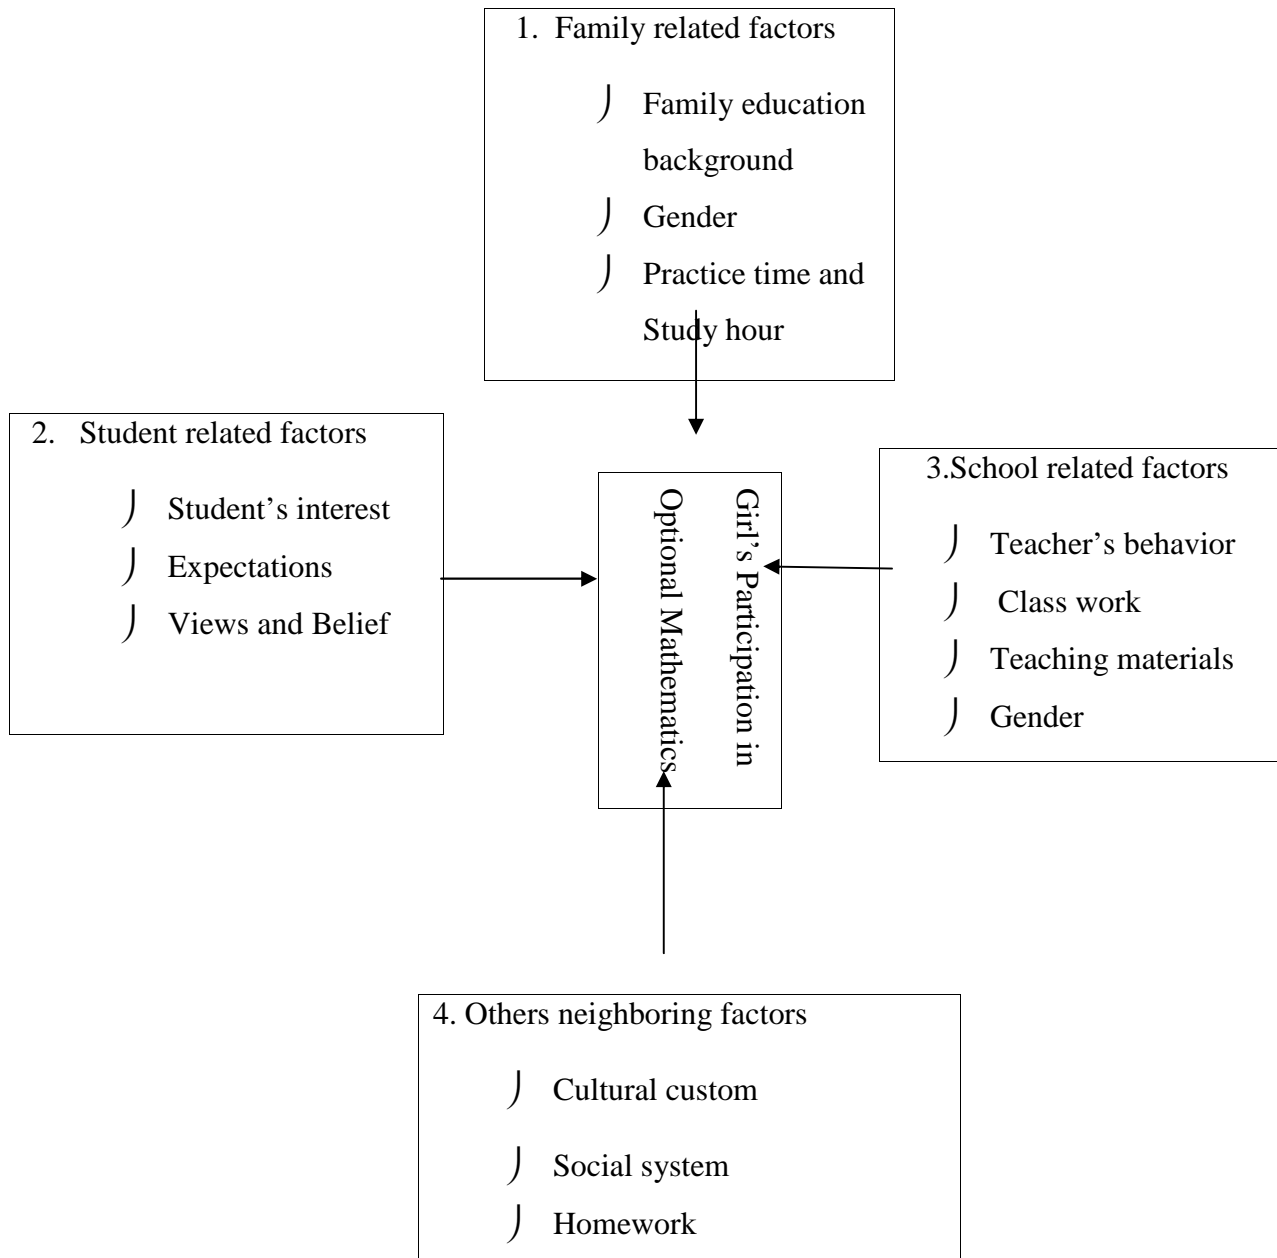 1. Family related factors
Family education
background
Gender
Practice time and
Study hour
2. Student related factors
Student’s interest
Expectations
Views and Belief
Girl’s Participation in
Optional Mathematics
3.School related factors
Teacher’s behavior
Class work
Teaching materials
Gender
4. Others neighboring factors
Cultural custom
Social system
Homework